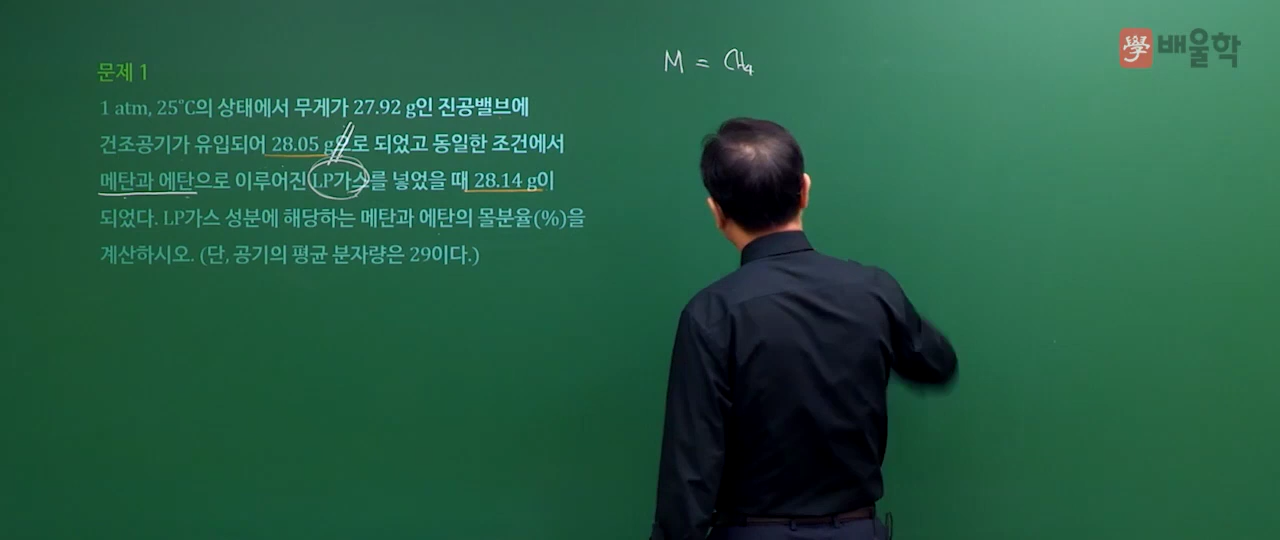 문제 1
1 atm, 25℃의 상태에서 무게가 27.92 g인 진공밸브에
건조공기가 유입되어 28.05 g으로 되었고 동일한 조건에서
메탄과 에탄으로 이루어진 LP가스를 넣었을 때 28.14 g이
되었다. LP가스 성분에 해당하는 메탄과 에탄의 몰분율(%)을
계산하시오. (단, 공기의 평균 분자량은 29이다.)
M = CH4
學 배울학